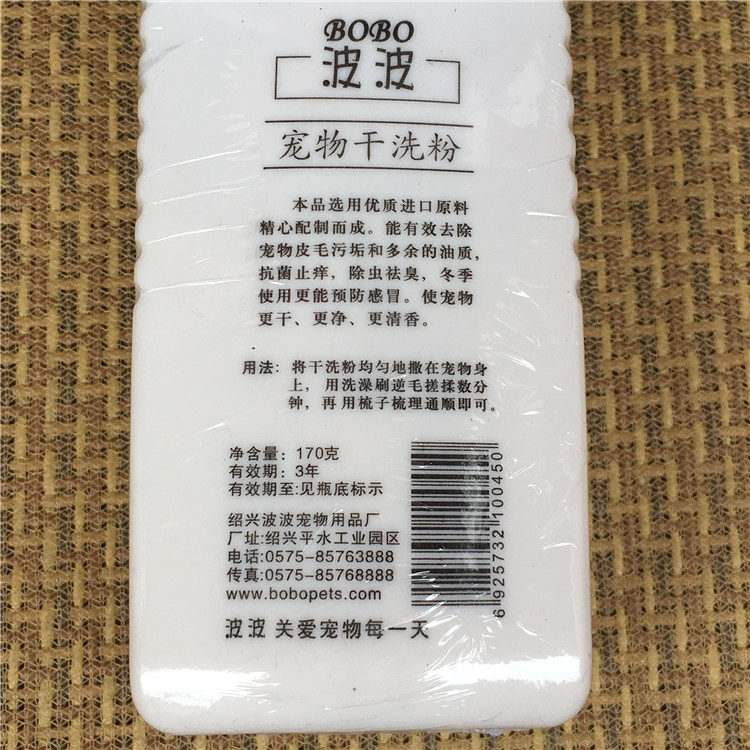 BOBO
波波
宠物干洗粉
本品选用优质进口原料
精心配制而成。能有效去除
宠物皮毛污垢和多余的油质，
抗菌止痒，除虫祛臭，冬季
使用更能预防感冒。使宠物
更干、更净、更清香。
用法：将干洗粉均匀地撒在宠物身
上，用洗澡刷逆毛搓揉数分
钟，再用梳子梳理通顺即可。
净含量：170克
有效期：3年
有效期至:见瓶底标示
绍兴波波宠物用品厂
厂址:绍兴平水工业园区
电话:0575-85763888
传真:0575-85768888
www.bobopets.com
波波 关爱宠物每一天
6 925732 100450